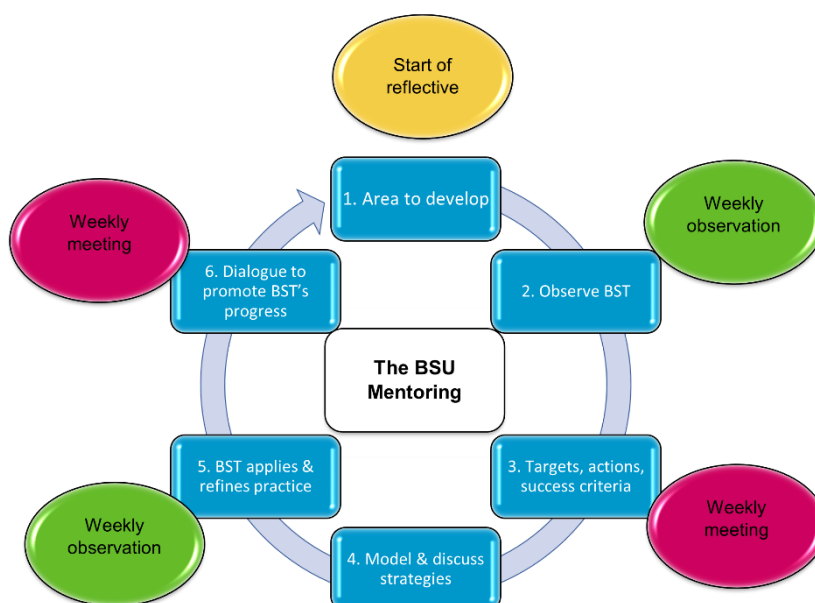 Start of
reflective
1. Area to develop
Weekly
observation
2. Observe BST
3. Targets, actions,
success criteria
Weekly
meeting
4. Model & discuss
strategies
5. BST applies &
refines practice
Weekly
observation
6. Dialogue to
promote BST’s
progress
Weekly
meeting
The BSU
Mentoring